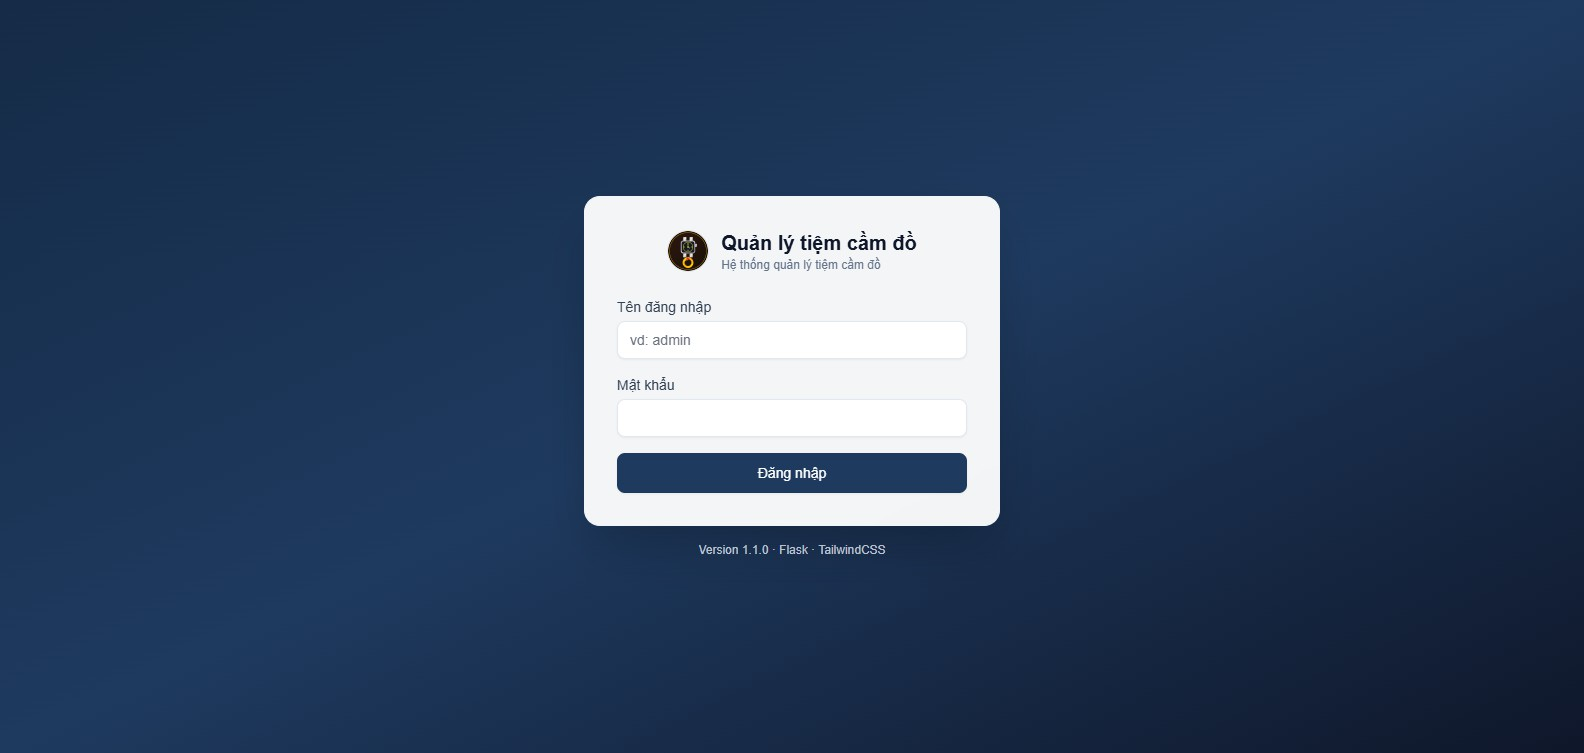 Quản lý tiệm cầm đồ
Hệ thống quản lý tiệm cầm đồ
Tên đăng nhập
vd: admin
Mật khẩu
Đăng nhập
Version 1.1.0 · Flask · TailwindCSS